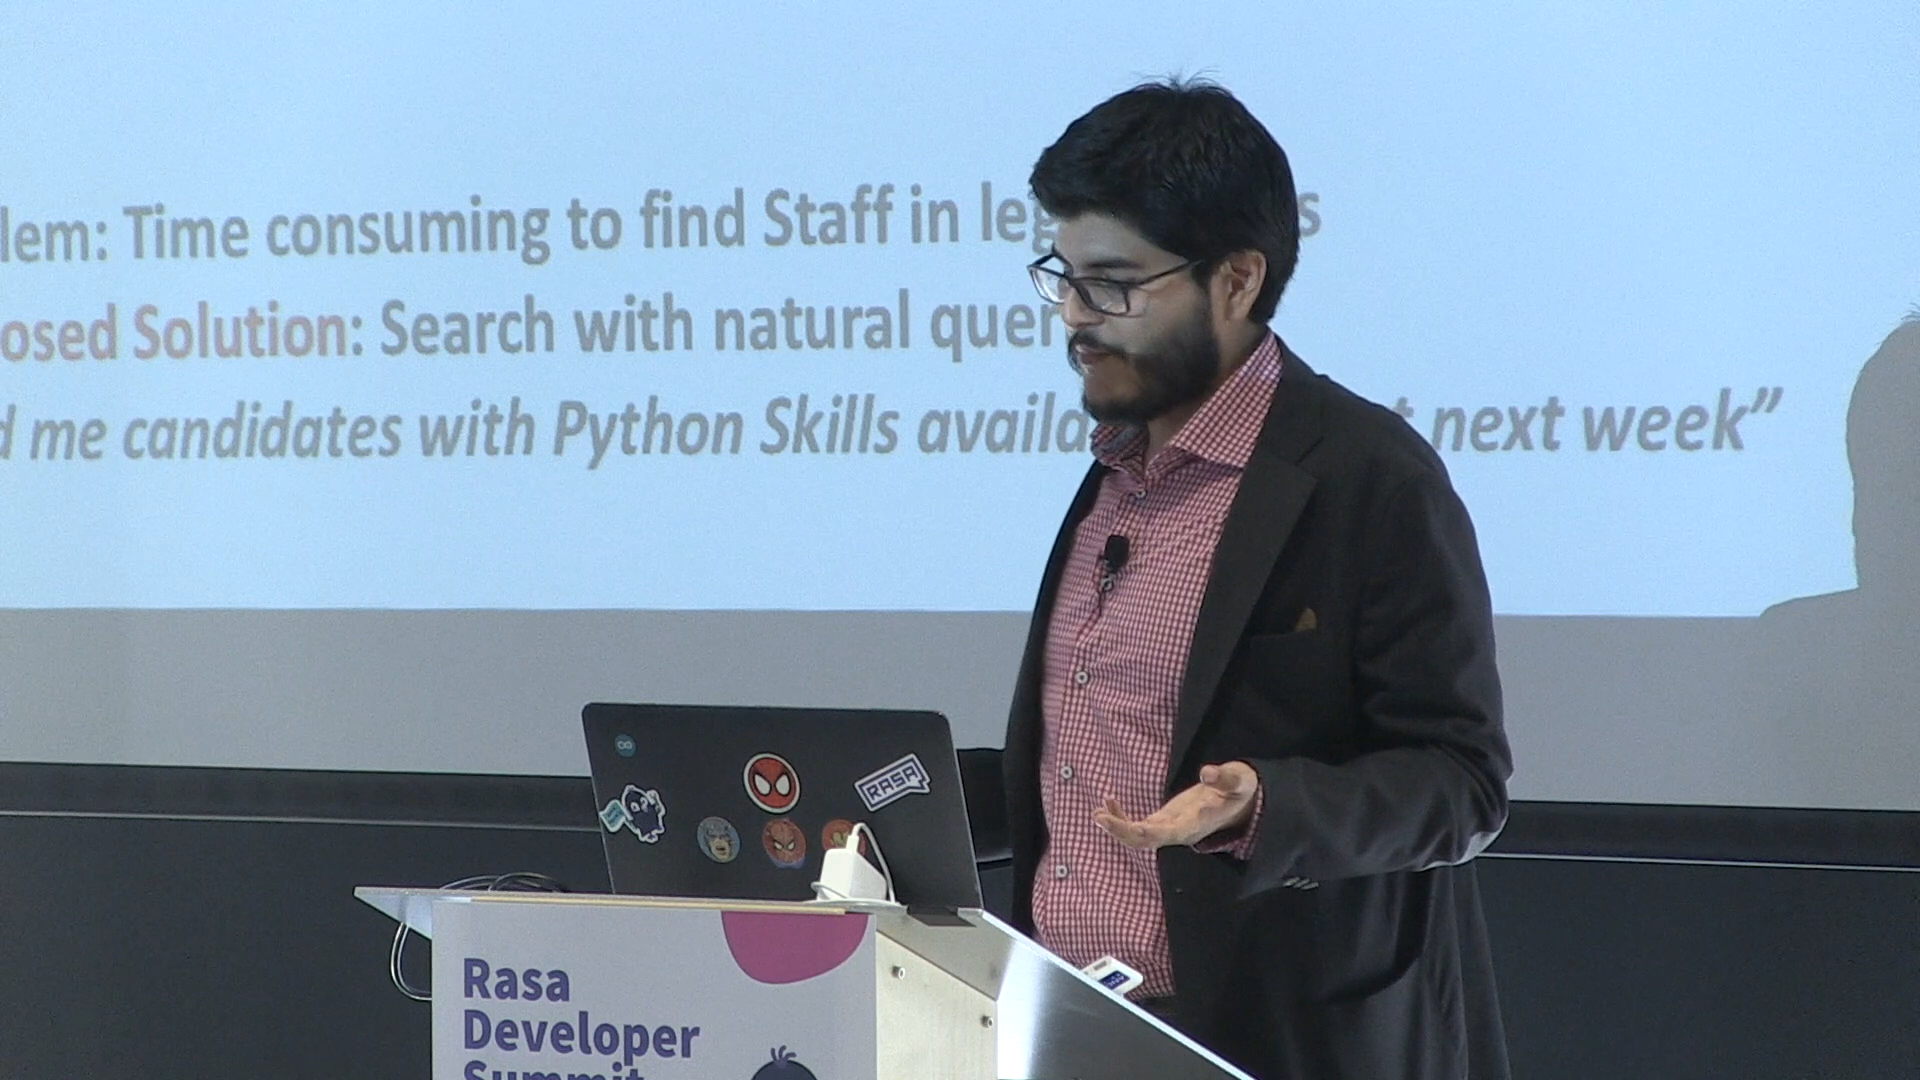 lem: Time consuming to find Staff in leg s
osed Solution: Search with natural quer
d me candidates with Python Skills availa t next week”
RASA
Rasa
Developer
Summit